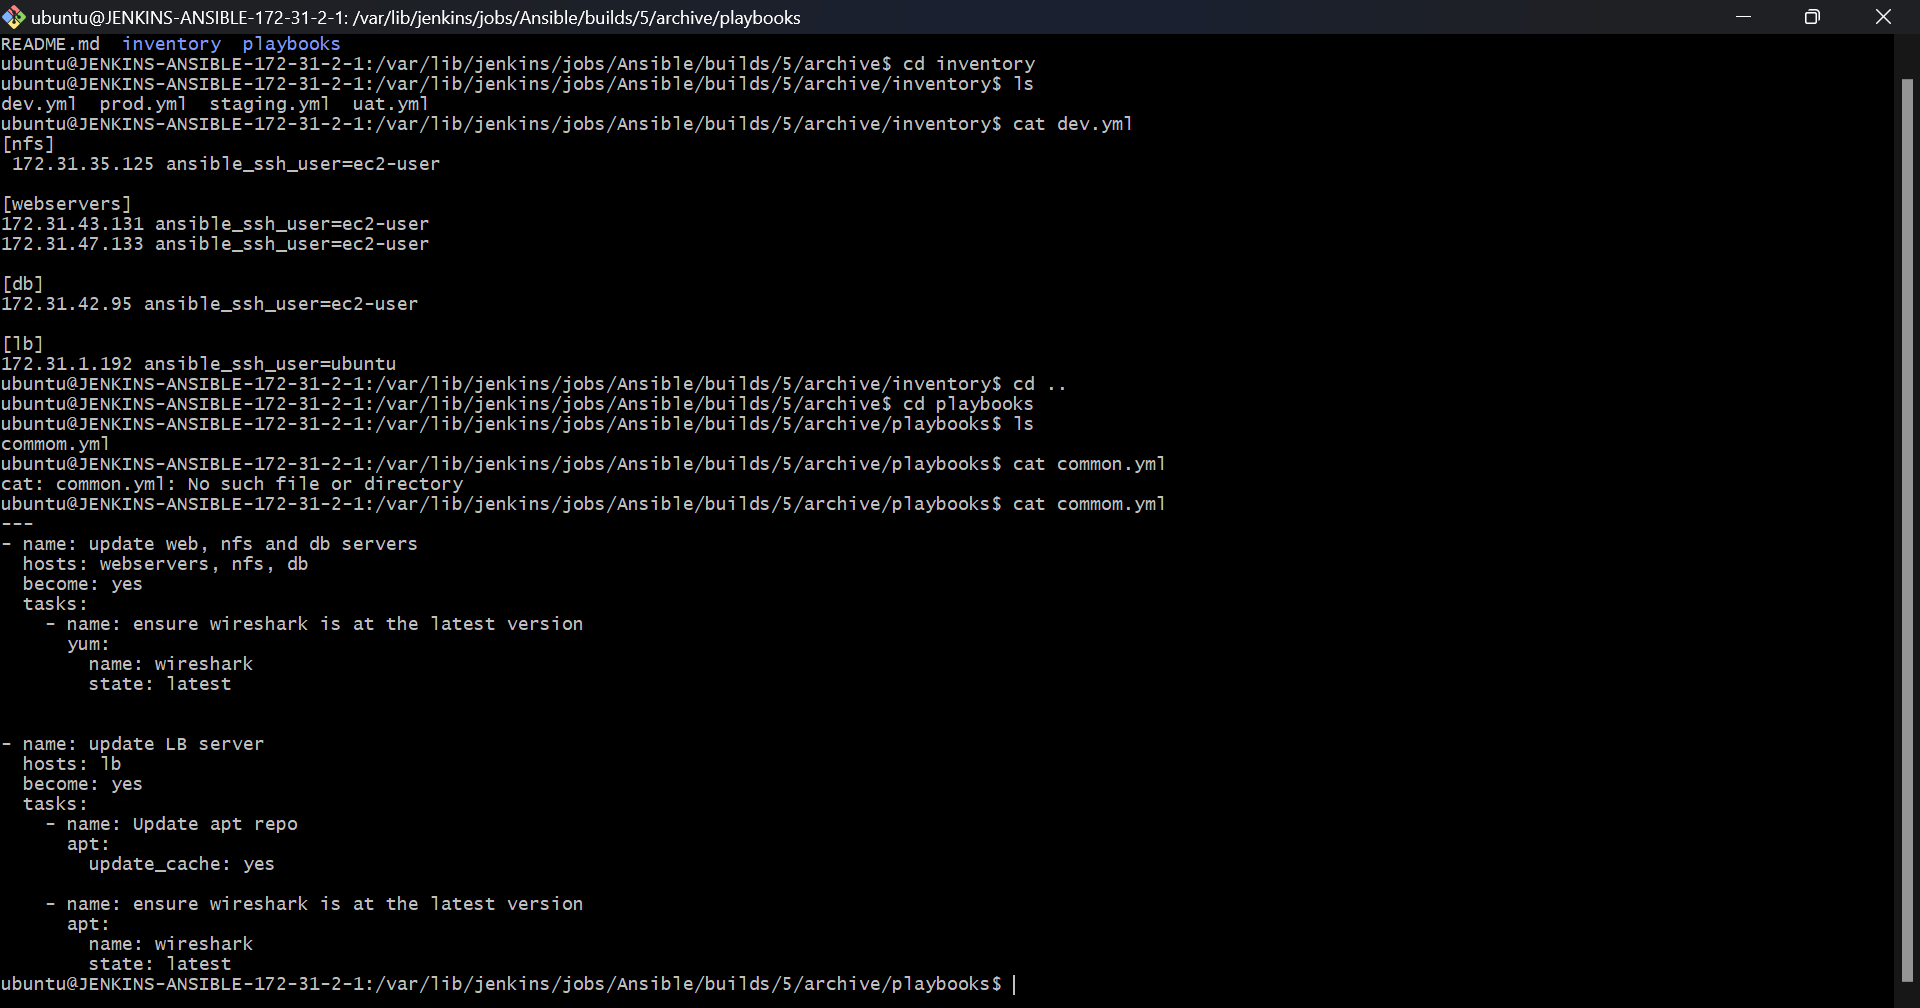 ubuntu@JENKINS-ANSIBLE-172-31-2-1: /var/lib/jenkins/jobs/Ansible/builds/5/archive/playbooks
README.md  inventory  playbooks
ubuntu@JENKINS-ANSIBLE-172-31-2-1:/var/lib/jenkins/jobs/Ansible/builds/5/archive$ cd inventory
ubuntu@JENKINS-ANSIBLE-172-31-2-1:/var/lib/jenkins/jobs/Ansible/builds/5/archive/inventory$ ls
dev.yml  prod.yml  staging.yml  uat.yml
ubuntu@JENKINS-ANSIBLE-172-31-2-1:/var/lib/jenkins/jobs/Ansible/builds/5/archive/inventory$ cat dev.yml
[nfs]
 172.31.35.125 ansible_ssh_user=ec2-user

[webservers]
172.31.43.131 ansible_ssh_user=ec2-user
172.31.47.133 ansible_ssh_user=ec2-user

[db]
172.31.42.95 ansible_ssh_user=ec2-user

[lb]
172.31.1.192 ansible_ssh_user=ubuntu
ubuntu@JENKINS-ANSIBLE-172-31-2-1:/var/lib/jenkins/jobs/Ansible/builds/5/archive/inventory$ cd ..
ubuntu@JENKINS-ANSIBLE-172-31-2-1:/var/lib/jenkins/jobs/Ansible/builds/5/archive$ cd playbooks
ubuntu@JENKINS-ANSIBLE-172-31-2-1:/var/lib/jenkins/jobs/Ansible/builds/5/archive/playbooks$ ls
commom.yml
ubuntu@JENKINS-ANSIBLE-172-31-2-1:/var/lib/jenkins/jobs/Ansible/builds/5/archive/playbooks$ cat common.yml
cat: common.yml: No such file or directory
ubuntu@JENKINS-ANSIBLE-172-31-2-1:/var/lib/jenkins/jobs/Ansible/builds/5/archive/playbooks$ cat commom.yml
---
- name: update web, nfs and db servers
  hosts: webservers, nfs, db
  become: yes
  tasks:
    - name: ensure wireshark is at the latest version
      yum:
        name: wireshark
        state: latest


- name: update LB server
  hosts: lb
  become: yes
  tasks:
    - name: Update apt repo
      apt:
        update_cache: yes

    - name: ensure wireshark is at the latest version
      apt:
        name: wireshark
        state: latest
ubuntu@JENKINS-ANSIBLE-172-31-2-1:/var/lib/jenkins/jobs/Ansible/builds/5/archive/playbooks$